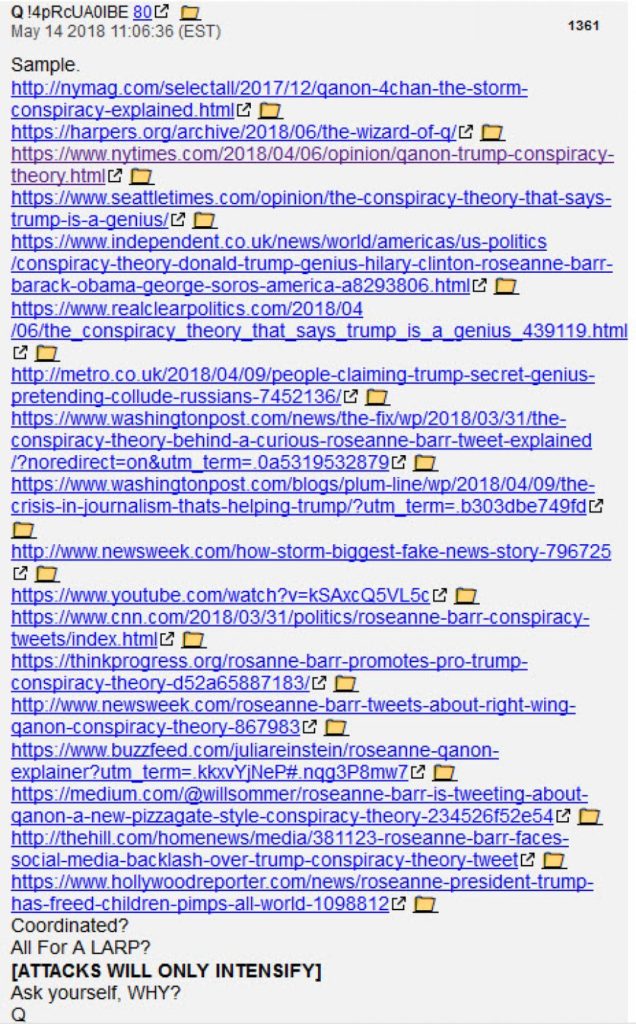 Q !4pRcUA0lBE 80
May 14 2018 11:06:36 (EST)
1361
Sample.
http://nymag.com/selectall/2017/12/qanon-4chan-the-storm-
conspiracy-explained.html
https://harpers.org/archive/2018/06/the-wizard-of-q/
https://www.nytimes.com/2018/04/06/opinion/qanon-trump-conspiracy-
theory.html
https://www.seattletimes.com/opinion/the-conspiracy-theory-that-says-
trump-is-a-genius/
https://www.independent.co.uk/news/world/americas/us-politics
/conspiracy-theory-donald-trump-genius-hilary-clinton-roseanne-barr-
barack-obama-george-soros-america-a8293806.html
https://www.realclearpolitics.com/2018/04
/06/the_conspiracy_theory_that_says_trump_is_a_genius_439119.html
http://metro.co.uk/2018/04/09/people-claiming-trump-secret-genius-
pretending-collude-russians-7452136/
https://www.washingtonpost.com/news/the-fix/wp/2018/03/31/the-
conspiracy-theory-behind-a-curious-roseanne-barr-tweet-explained
/?noredirect=on&utm_term=.0a5319532879
https://www.washingtonpost.com/blogs/plum-line/wp/2018/04/09/the-
crisis-in-journalism-thats-helping-trump/?utm_term=.b303dbe749fd
http://www.newsweek.com/how-storm-biggest-fake-news-story-796725
https://www.youtube.com/watch?v=kSAxcQ5VL5c
https://www.cnn.com/2018/03/31/politics/roseanne-barr-conspiracy-
tweets/index.html
https://thinkprogress.org/rosanne-barr-promotes-pro-trump-
conspiracy-theory-d52a65887183/
http://www.newsweek.com/roseanne-barr-tweets-about-right-wing-
qanon-conspiracy-theory-867983
https://www.buzzfeed.com/juliareinstein/roseanne-qanon-
explainer?utm_term=.kkxvYjNeP#.nqg3P8mw7
https://medium.com/@willsommer/roseanne-barr-is-tweeting-about-
qanon-a-new-pizzagate-style-conspiracy-theory-234526f52e54
http://thehill.com/homenews/media/381123-roseanne-barr-faces-
social-media-backlash-over-trump-conspiracy-theory-tweet
https://www.hollywoodreporter.com/news/roseanne-president-trump-
has-freed-children-pimps-all-world-1098812
Coordinated?
All For A LARP?
[ATTACKS WILL ONLY INTENSIFY]
Ask yourself, WHY?
Q